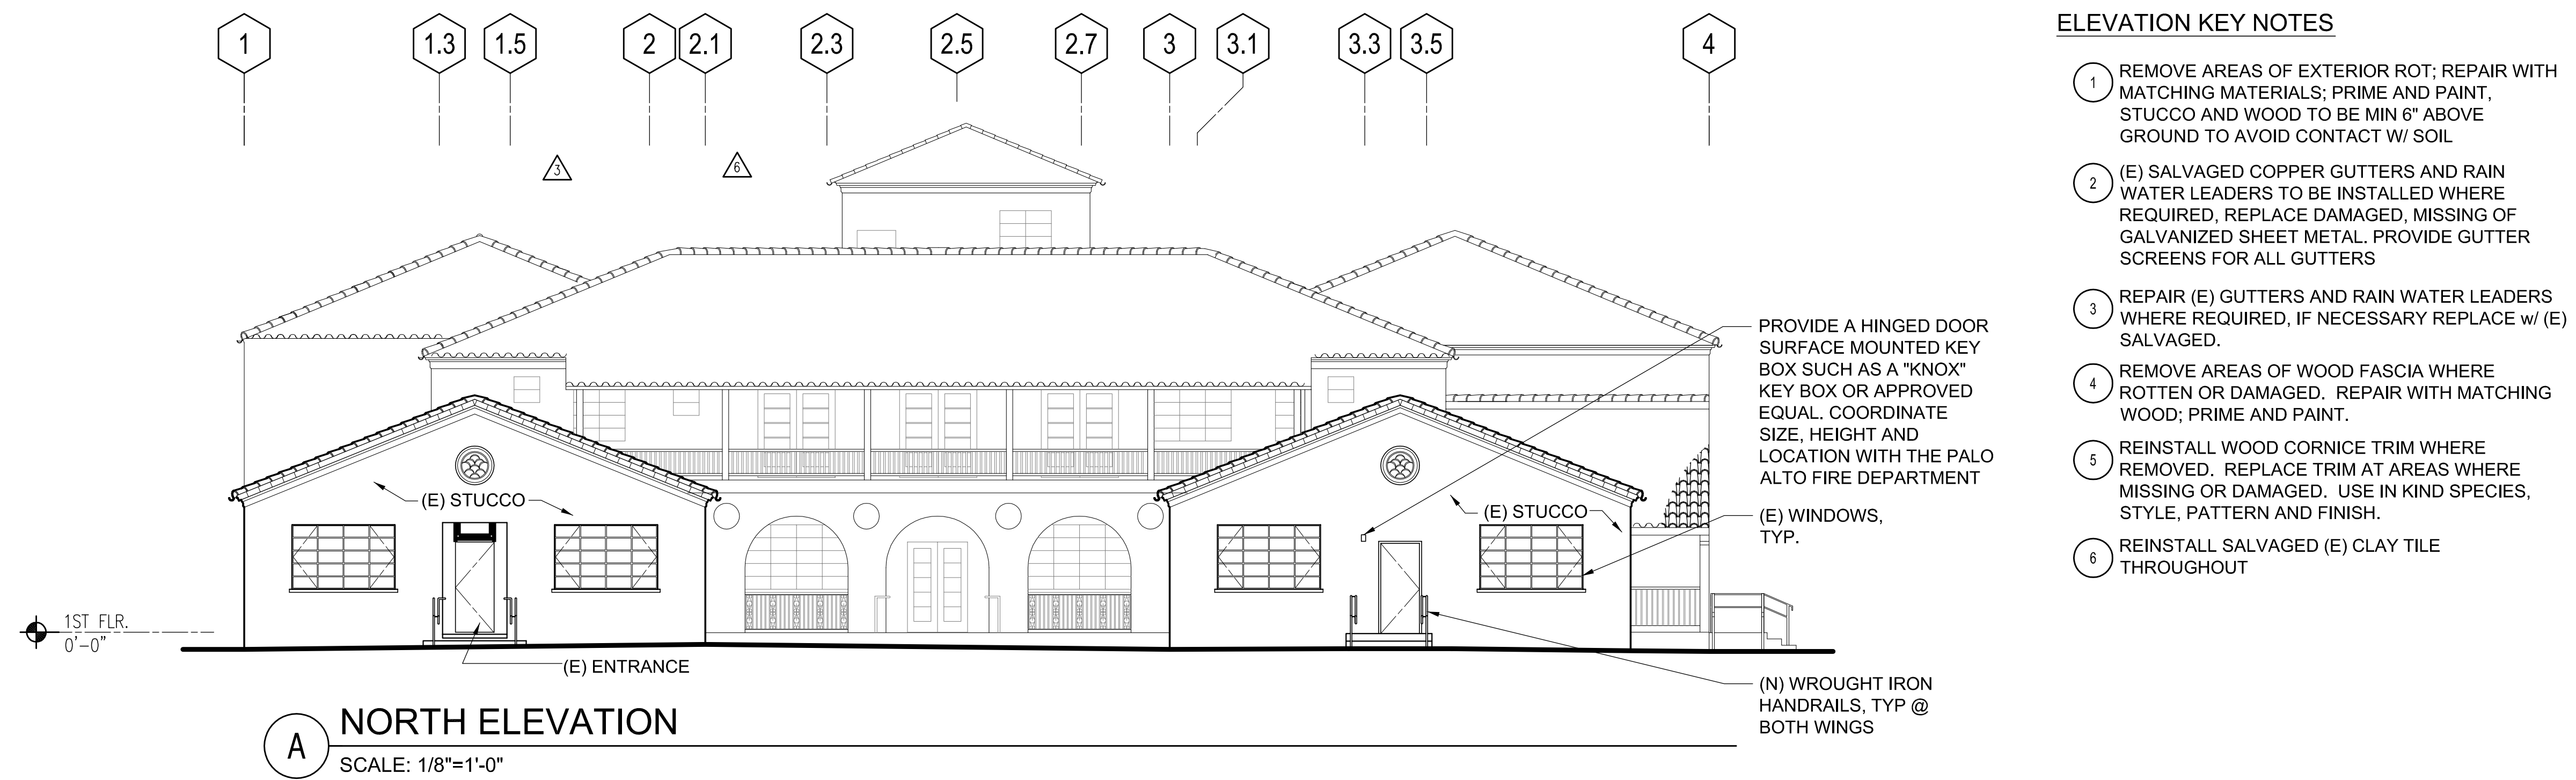 1
1.3
1.5
2
2.1
2.3
2.5
2.7
3
3.1
3.3
3.5
4
3
6
(E) STUCCO
(E) STUCCO
1ST FLR.
0'-0"
(E) ENTRANCE
PROVIDE A HINGED DOOR
SURFACE MOUNTED KEY
BOX SUCH AS A "KNOX"
KEY BOX OR APPROVED
EQUAL. COORDINATE
SIZE, HEIGHT AND
LOCATION WITH THE PALO
ALTO FIRE DEPARTMENT
(E) WINDOWS,
TYP.
(N) WROUGHT IRON
HANDRAILS, TYP @
BOTH WINGS
A
NORTH ELEVATION
SCALE: 1/8"=1'-0"
ELEVATION KEY NOTES
1 REMOVE AREAS OF EXTERIOR ROT; REPAIR WITH
MATCHING MATERIALS; PRIME AND PAINT,
STUCCO AND WOOD TO BE MIN 6" ABOVE
GROUND TO AVOID CONTACT W/ SOIL
2 (E) SALVAGED COPPER GUTTERS AND RAIN
WATER LEADERS TO BE INSTALLED WHERE
REQUIRED, REPLACE DAMAGED, MISSING OF
GALVANIZED SHEET METAL. PROVIDE GUTTER
SCREENS FOR ALL GUTTERS
3 REPAIR (E) GUTTERS AND RAIN WATER LEADERS
WHERE REQUIRED, IF NECESSARY REPLACE w/ (E)
SALVAGED.
4 REMOVE AREAS OF WOOD FASCIA WHERE
ROTTEN OR DAMAGED. REPAIR WITH MATCHING
WOOD; PRIME AND PAINT.
5 REINSTALL WOOD CORNICE TRIM WHERE
REMOVED. REPLACE TRIM AT AREAS WHERE
MISSING OR DAMAGED. USE IN KIND SPECIES,
STYLE, PATTERN AND FINISH.
6 REINSTALL SALVAGED (E) CLAY TILE
THROUGHOUT